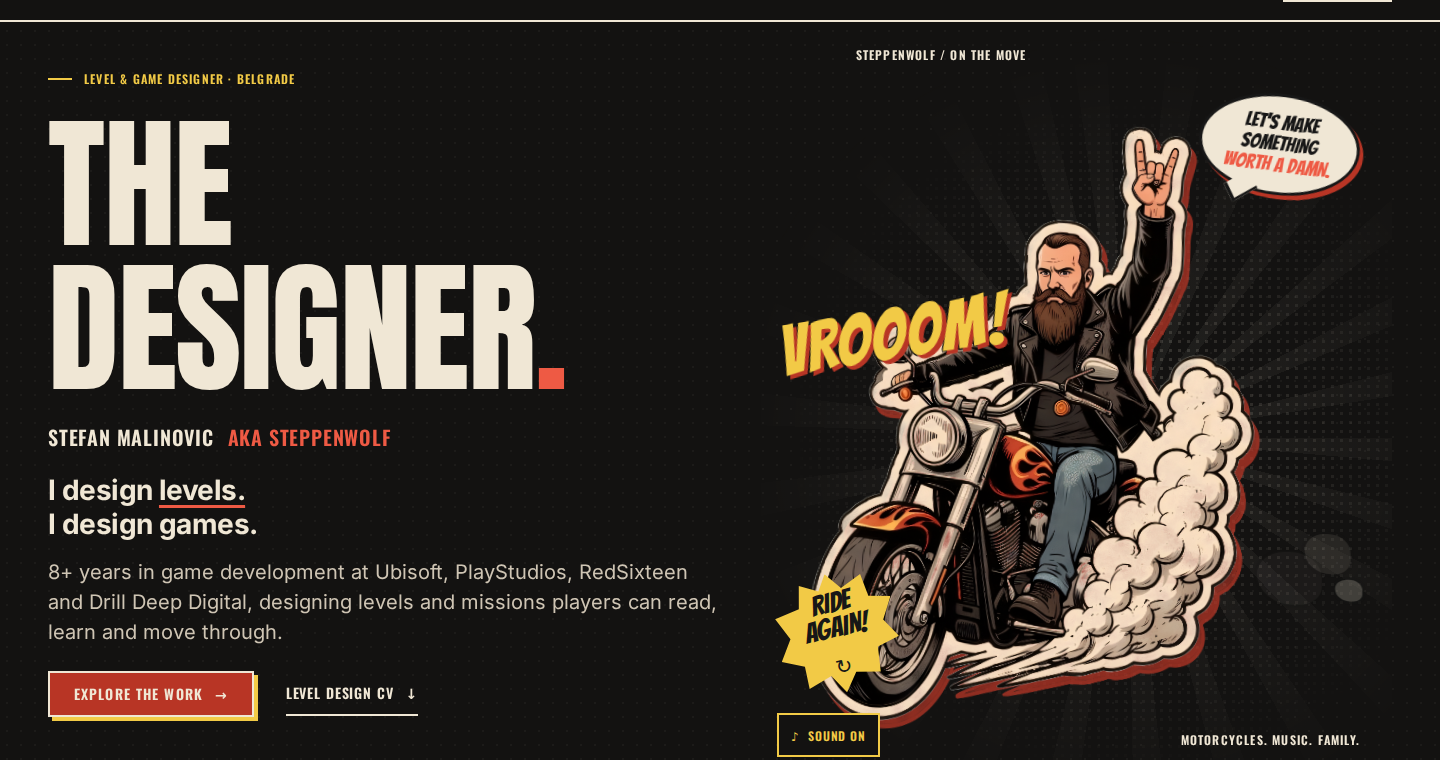 STEPPENWOLF / ON THE MOVE
LEVEL & GAME DESIGNER · BELGRADE
THE
DESIGNER.
STEFAN MALINOVIC AKA STEPPENWOLF
I design levels.
I design games.
8+ years in game development at Ubisoft, PlayStudios, RedSixteen
and Drill Deep Digital, designing levels and missions players can read,
learn and move through.
EXPLORE THE WORK →
LEVEL DESIGN CV ↓
LET'S MAKE
SOMETHING
WORTH A DAMN.
VROOOM!
RIDE
AGAIN!
↻
♪ SOUND ON
MOTORCYCLES. MUSIC. FAMILY.